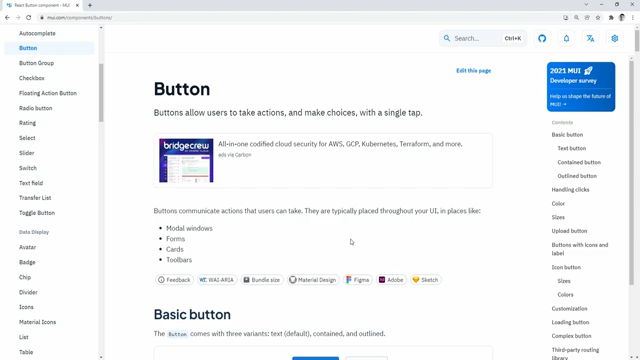 React Button component - MUI
mui.com/components/buttons/
Autocomplete
Button
Button Group
Checkbox
Floating Action Button
Radio button
Rating
Select
Slider
Switch
Text field
Transfer List
Toggle Button
Data Display
Avatar
Badge
Chip
Divider
Icons
Material Icons
List
Table
Search...
Ctrl+K
Edit this page
Button
Buttons allow users to take actions, and make choices, with a single tap.
bridgecrew
All-in-one codified cloud security for AWS, GCP, Kubernetes, Terraform, and more.
ads via Carbon
Buttons communicate actions that users can take. They are typically placed throughout your UI, in places like:
Modal windows
Forms
Cards
Toolbars
Feedback
WAI-ARIA
Bundle size
Material Design
Figma
Adobe
Sketch
Basic button
The Button comes with three variants: text (default), contained, and outlined.
2021 MUI
Developer survey
Help us shape the future of
MUI! →
Contents
Basic button
Text button
Contained button
Outlined button
Handling clicks
Color
Sizes
Upload button
Buttons with icons and
label
Icon button
Sizes
Colors
Customization
Loading button
Complex button
Third-party routing
library